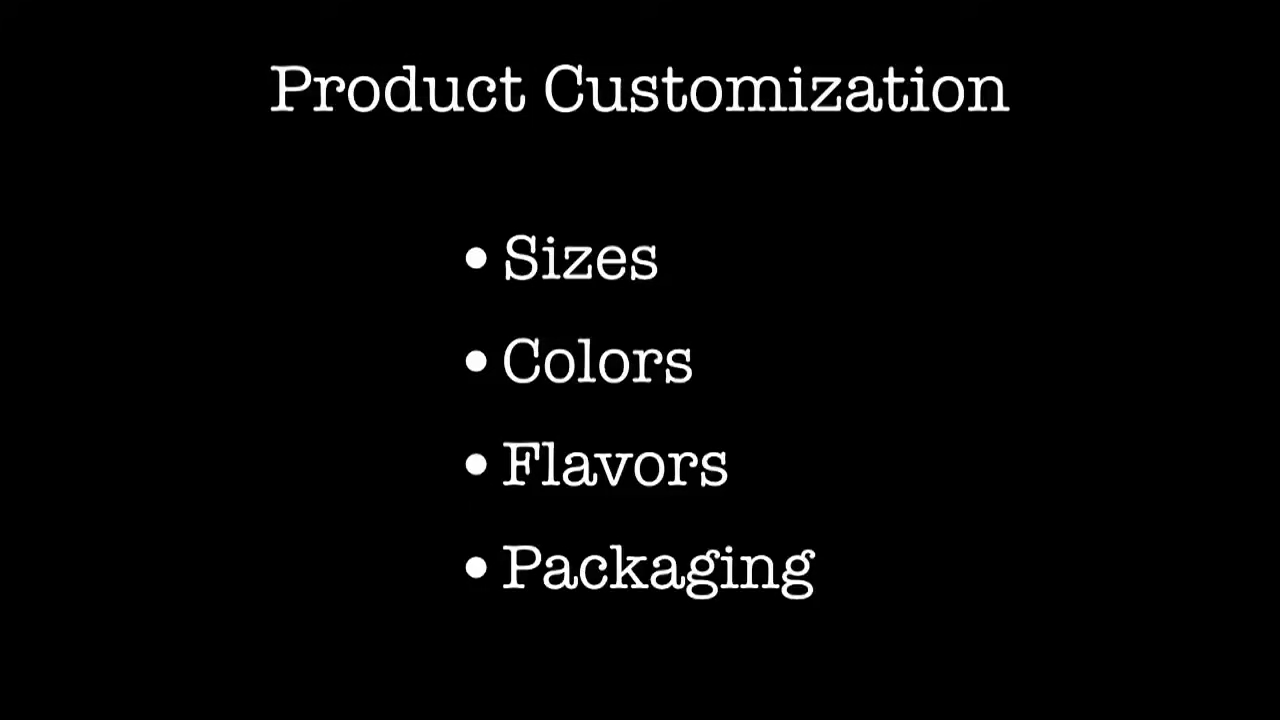 Product Customization
• Sizes
• Colors
• Flavors
• Packaging